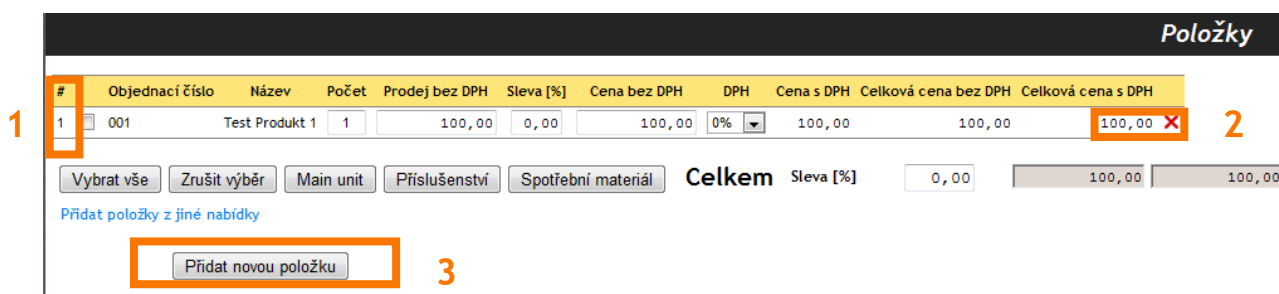 Položky
# Objednací číslo Název Počet Prodej bez DPH Sleva [%] Cena bez DPH DPH Cena s DPH Celková cena bez DPH Celková cena s DPH
1 1 001 Test Produkt 1 1 100,00 0,00 100,00 0% 100,00 100,00 100,00 2
Vybrat vše Zrušit výběr Main unit Příslušenství Spotřební materiál Celkem Sleva [%] 0,00 100,00 100,00
Přidat položky z jiné nabídky
Přidat novou položku 3